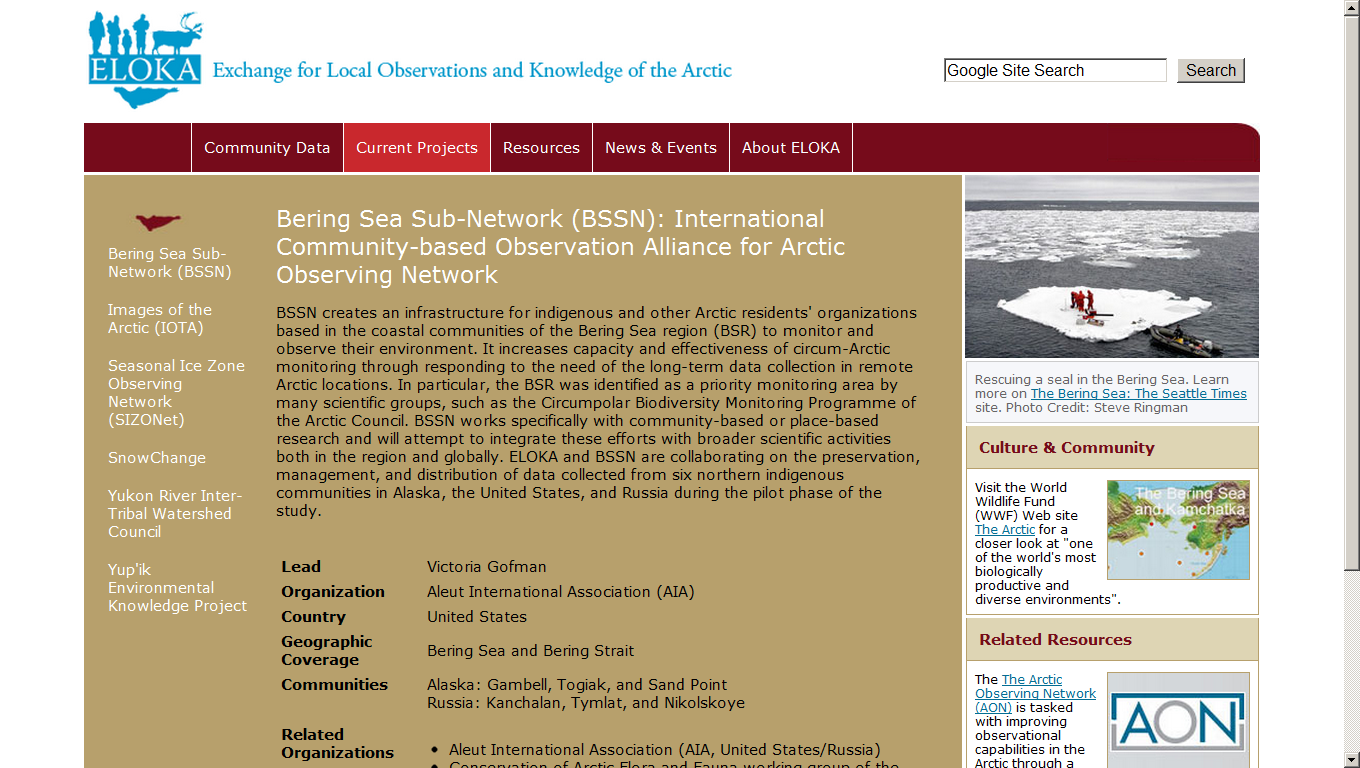 ELOKA
Exchange for Local Observations and Knowledge of the Arctic
Google Site Search
Search
Community Data
Current Projects
Resources
News & Events
About ELOKA
Bering Sea Sub-
Network (BSSN)
Images of the
Arctic (IOTA)
Seasonal Ice Zone
Observing
Network
(SIZONet)
SnowChange
Yukon River Inter-
Tribal Watershed
Council
Yup'ik
Environmental
Knowledge Project
Bering Sea Sub-Network (BSSN): International
Community-based Observation Alliance for Arctic
Observing Network
BSSN creates an infrastructure for indigenous and other Arctic residents' organizations
based in the coastal communities of the Bering Sea region (BSR) to monitor and
observe their environment. It increases capacity and effectiveness of circum-Arctic
monitoring through responding to the need of the long-term data collection in remote
Arctic locations. In particular, the BSR was identified as a priority monitoring area by
many scientific groups, such as the Circumpolar Biodiversity Monitoring Programme of
the Arctic Council. BSSN works specifically with community-based or place-based
research and will attempt to integrate these efforts with broader scientific activities
both in the region and globally. ELOKA and BSSN are collaborating on the preservation,
management, and distribution of data collected from six northern indigenous
communities in Alaska, the United States, and Russia during the pilot phase of the
study.
Lead Victoria Gofman
Organization Aleut International Association (AIA)
Country United States
Geographic
Coverage Bering Sea and Bering Strait
Communities Alaska: Gambell, Togiak, and Sand Point
Russia: Kanchalan, Tymlat, and Nikolskoye
Related
Organizations
• Aleut International Association (AIA, United States/Russia)
• Conservation of Arctic Flora and Fauna working group of the
Rescuing a seal in the Bering Sea. Learn
more on The Bering Sea: The Seattle Times
site. Photo Credit: Steve Ringman
Culture & Community
Visit the World
Wildlife Fund
(WWF) Web site
The Arctic for a
closer look at "one
of the world's most
biologically
productive and
diverse environments".
The Bering Sea
and Kamchatka
Related Resources
The The Arctic
Observing Network
(AON) is tasked
with improving
observational
capabilities in the
Arctic through a
AON